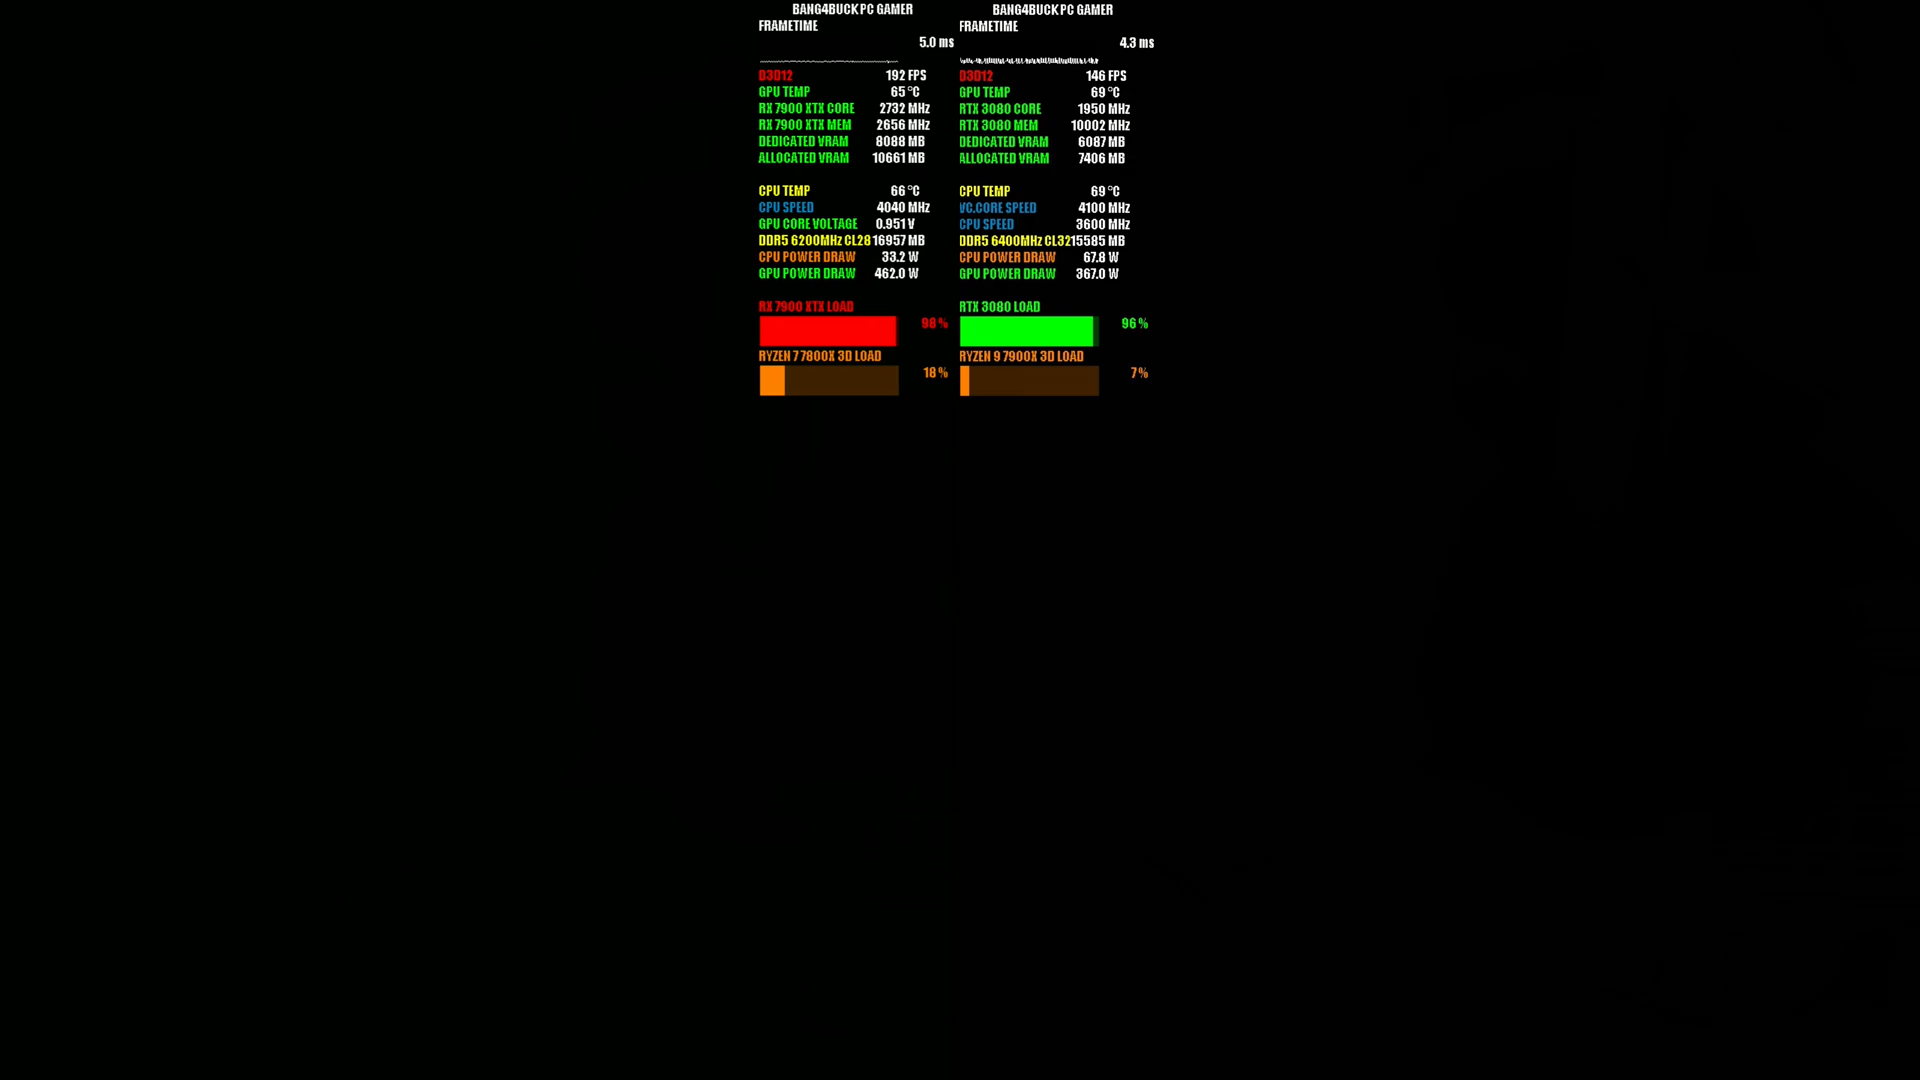 BANG4BUCK PC GAMER
FRAMETIME
5.0 ms
D3D12 192 FPS
GPU TEMP 65 °C
RX 7900 XTX CORE 2732 MHz
RX 7900 XTX MEM 2656 MHz
DEDICATED VRAM 8088 MB
ALLOCATED VRAM 10661 MB
CPU TEMP 66 °C
CPU SPEED 4040 MHz
GPU CORE VOLTAGE 0.951 V
DDR5 6200MHz CL28 16957 MB
CPU POWER DRAW 33.2 W
GPU POWER DRAW 462.0 W
RX 7900 XTX LOAD
98 %
RYZEN 7 7800X 3D LOAD
18 %
BANG4BUCK PC GAMER
FRAMETIME
4.3 ms
D3D12 146 FPS
GPU TEMP 69 °C
RTX 3080 CORE 1950 MHz
RTX 3080 MEM 10002 MHz
DEDICATED VRAM 6087 MB
ALLOCATED VRAM 7406 MB
CPU TEMP 69 °C
VC.CORE SPEED 4100 MHz
CPU SPEED 3600 MHz
DDR5 6400MHz CL32 15585 MB
CPU POWER DRAW 67.8 W
GPU POWER DRAW 367.0 W
RTX 3080 LOAD
96 %
RYZEN 9 7900X 3D LOAD
7 %